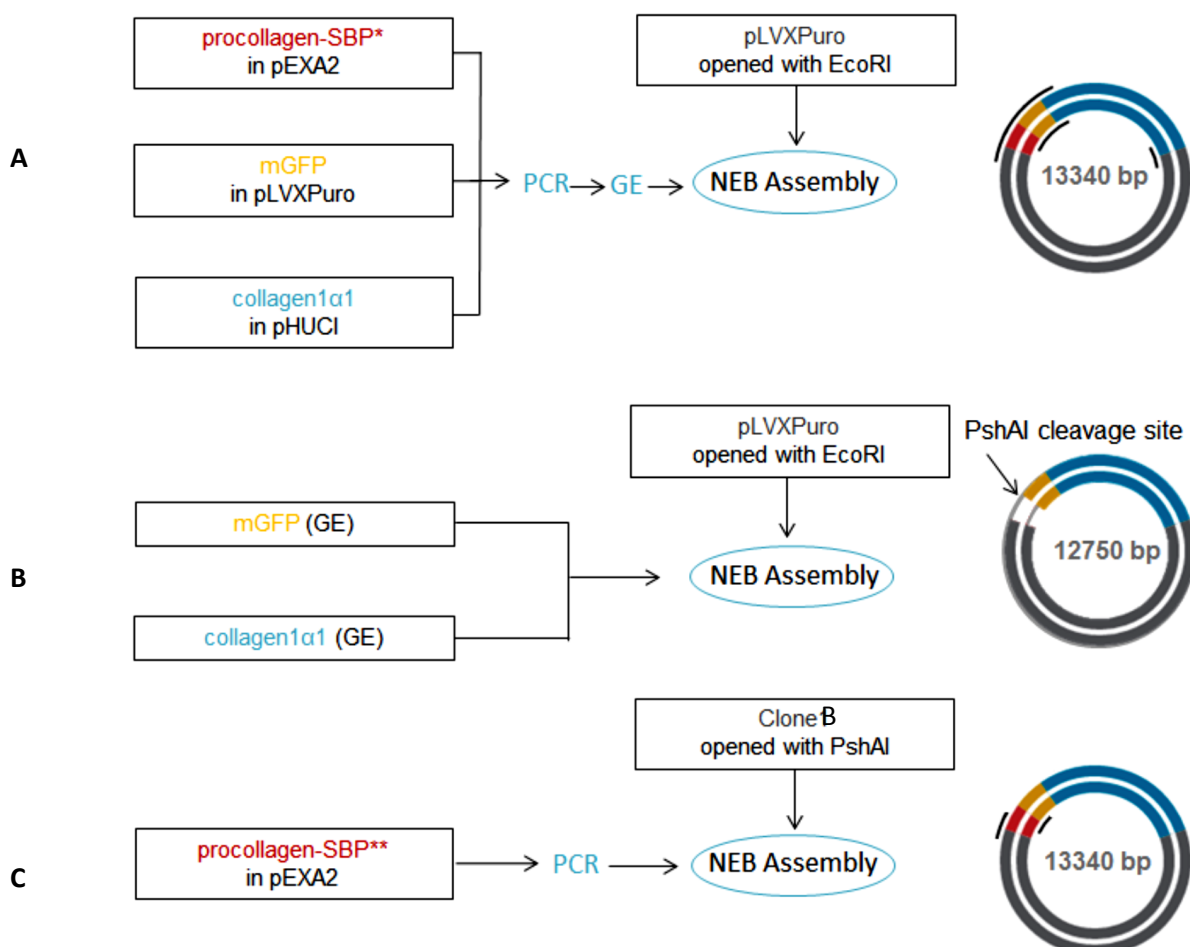 procollagen-SBP*
in pEXA2
pLVXPuro
opened with EcoRI
A
mGFP
in pLVXPuro
PCR
GE
NEB Assembly
13340 bp
collagen1α1
in pHUCI
pLVXPuro
opened with EcoRI
PshAI cleavage site
mGFP (GE)
B
NEB Assembly
12750 bp
collagen1α1 (GE)
Clone1B
opened with PshAI
procollagen-SBP**
in pEXA2
C
PCR
NEB Assembly
13340 bp